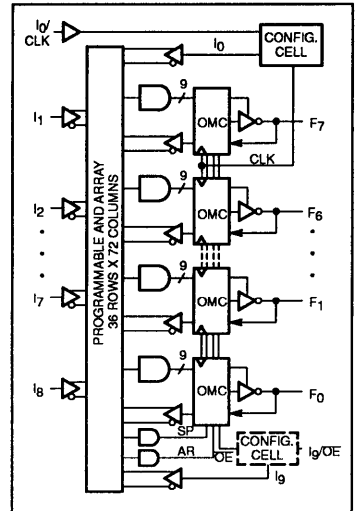 I0/
CLK
I0
CONFIG.
CELL
9
OMC
F7
I1
CLK
9
OMC
F6
I2
PROGRAMMABLE AND ARRAY
36 ROWS X 72 COLUMNS
9
OMC
F1
I7
9
OMC
F0
I8
SP
AR
OE
CONFIG.
CELL
I9/OE
I9